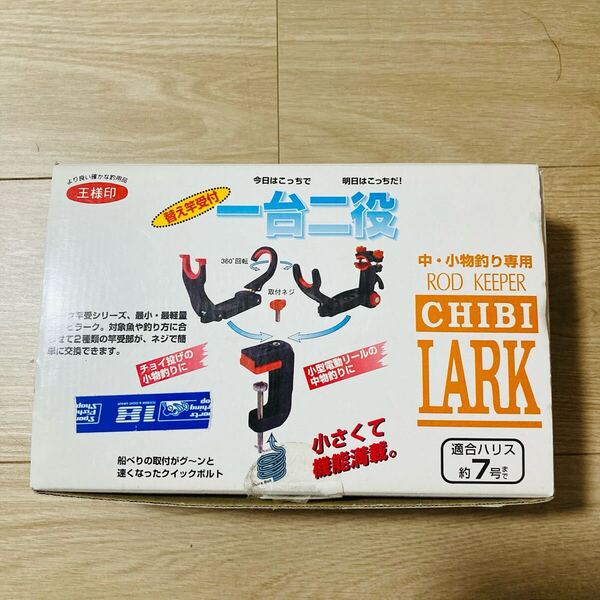 より良い確かな釣用品
王様印
今日はこっちで
明日はこっちだ!
替え竿受付
一台二役
360°回転
取付ネジ
中・小物釣り専用
ROD KEEPER
CHIBI
LARK
竿受シリーズ、最小・最軽量
ラーク。対象魚や釣り方に合
せて2種類の竿受部が、ネジで簡
単に交換できます。
チョイ投げの
小物釣りに
小型電動リールの
中物釣りに
小さくて
機能満載。
船べりの取付がグ〜ンと
速くなったクイックボルト
適合ハリス
約7号まで